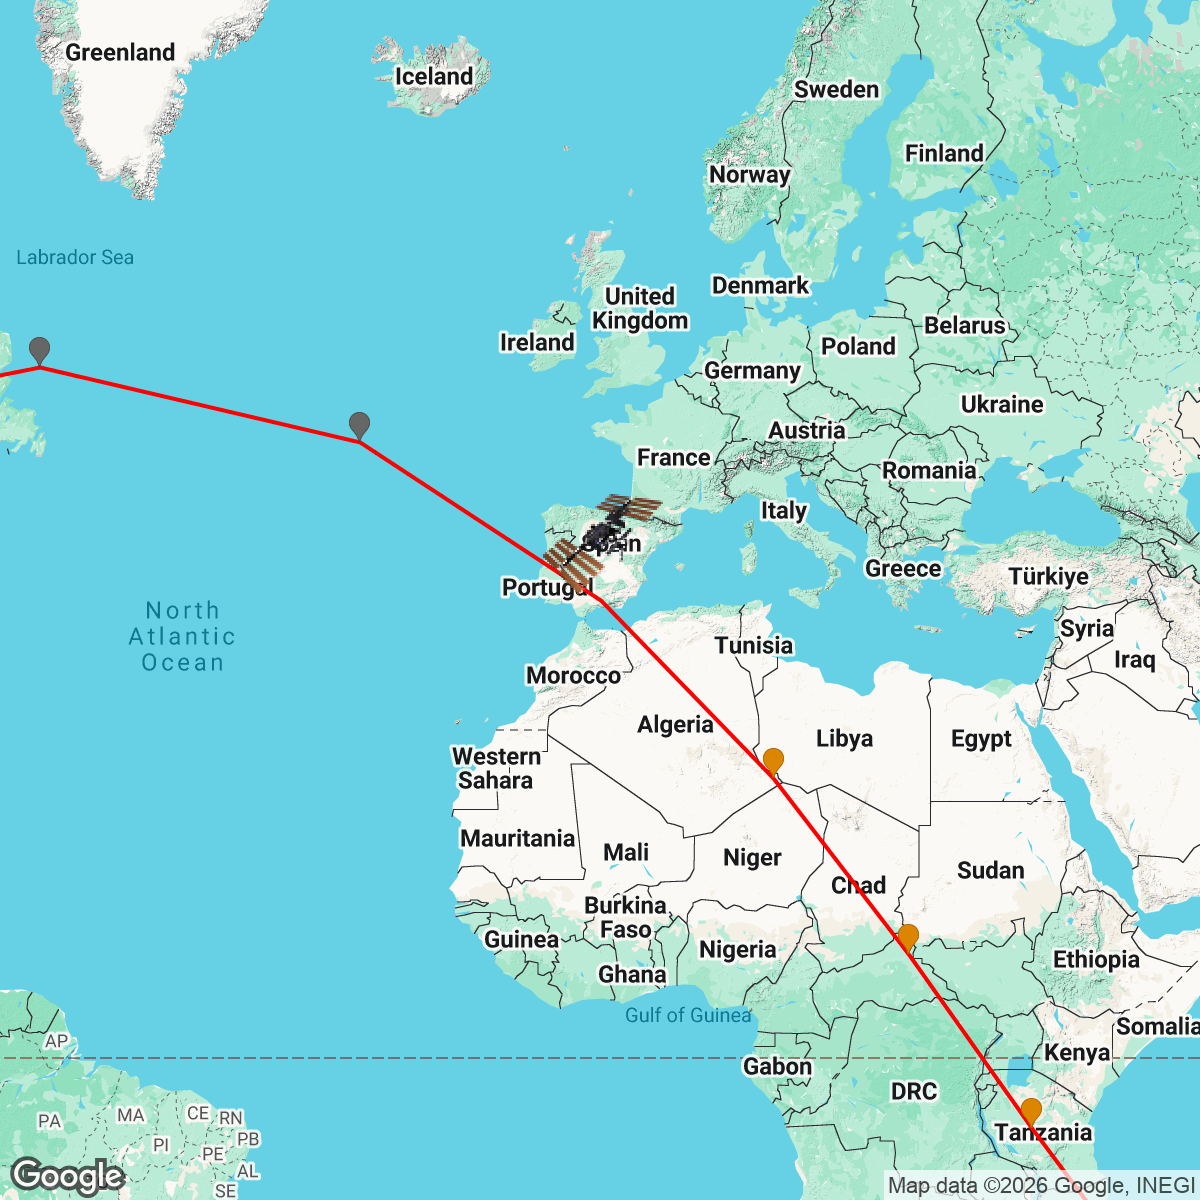 Greenland
Iceland
Sweden
Finland
Norway
Labrador Sea
Denmark
United
Kingdom
Ireland
Belarus
Poland
Germany
Ukraine
Austria
France
Romania
Italy
Spain
Greece
Türkiye
Portugal
North
Atlantic
Ocean
Syria
Tunisia
Iraq
Morocco
Algeria
Libya
Egypt
Western
Sahara
Mauritania
Mali
Niger
Chad
Sudan
Burkina
Faso
Guinea
Nigeria
Ethiopia
Ghana
Gulf of Guinea
Somalia
AP
Kenya
Gabon
DRC
PA
MA
CE
RN
PI
PB
PE
Tanzania
AL
SE
Google
Map data ©2026 Google, INEGI